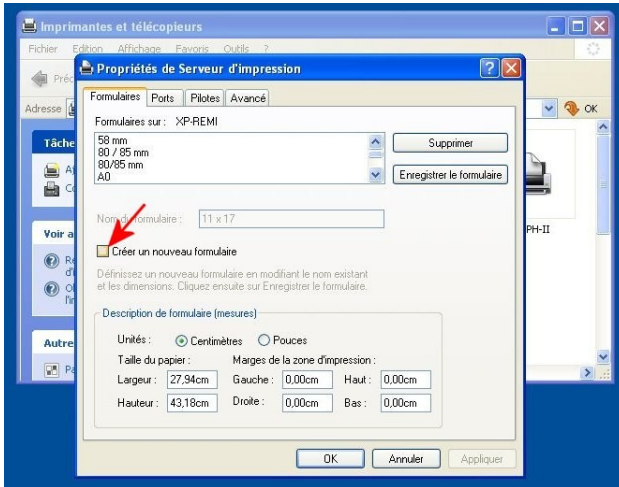 Imprimantes et télécopieurs
Fichier Edition Affichage Favoris Outils ?
Préc
Adresse
OK
Propriétés de Serveur d'impression
Formulaires Ports Pilotes Avancé
Formulaires sur : XP-REMI
58 mm
80 / 85 mm
80/85 mm
A0
Supprimer
Enregistrer le formulaire
Nom du formulaire : 11 x 17
Créer un nouveau formulaire
Définissez un nouveau formulaire en modifiant le nom existant
et les dimensions. Cliquez ensuite sur Enregistrer le formulaire.
Description de formulaire (mesures)
Unités : Centimètres Pouces
Taille du papier : Marges de la zone d'impression :
Largeur : 27,94cm Gauche : 0,00cm Haut : 0,00cm
Hauteur : 43,18cm Droite : 0,00cm Bas : 0,00cm
OK Annuler Appliquer
Tâche
Voir a
Autre
PH-II